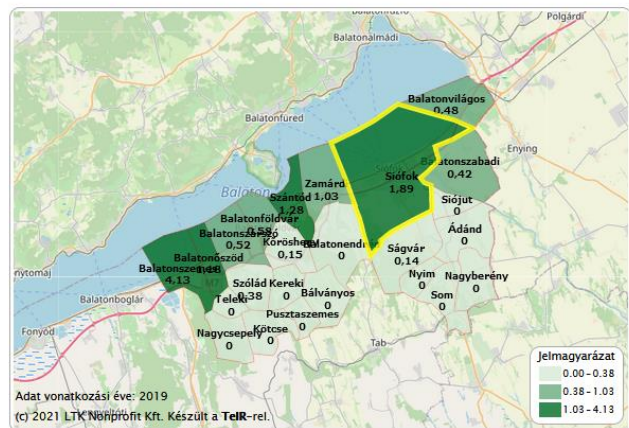 Polgárdi
Balatonalmádi
Balatonvilágos
0,48
Balatonfüred
Enying
Balatonszabadi
0,42
Siófok
1,89
Balaton
Zamárdi
1,03
Szántód
1,28
Siójut
0
Balatonföldvár
0,58
Ádánd
0
Balatonszárszó
0,52
Kőröshegy
0,15
Balatonendréd
0
Ságvár
0,14
Balatonőszöd
Balatonszemes
4,13
Nyim
0
Nagyberény
0
Szólád
0,38
Kereki
0
Bálványos
0
Som
0
Teleki
0
Balatonboglár
Pusztaszemes
0
Kötcse
0
Nagycsepely
0
Fonyód
Tab
Jelmagyarázat
0.00 - 0.38
0.38 - 1.03
1.03 - 4.13
Adat vonatkozási éve: 2019
(c) 2021 LTK Nonprofit Kft. Készült a TeIR-rel.